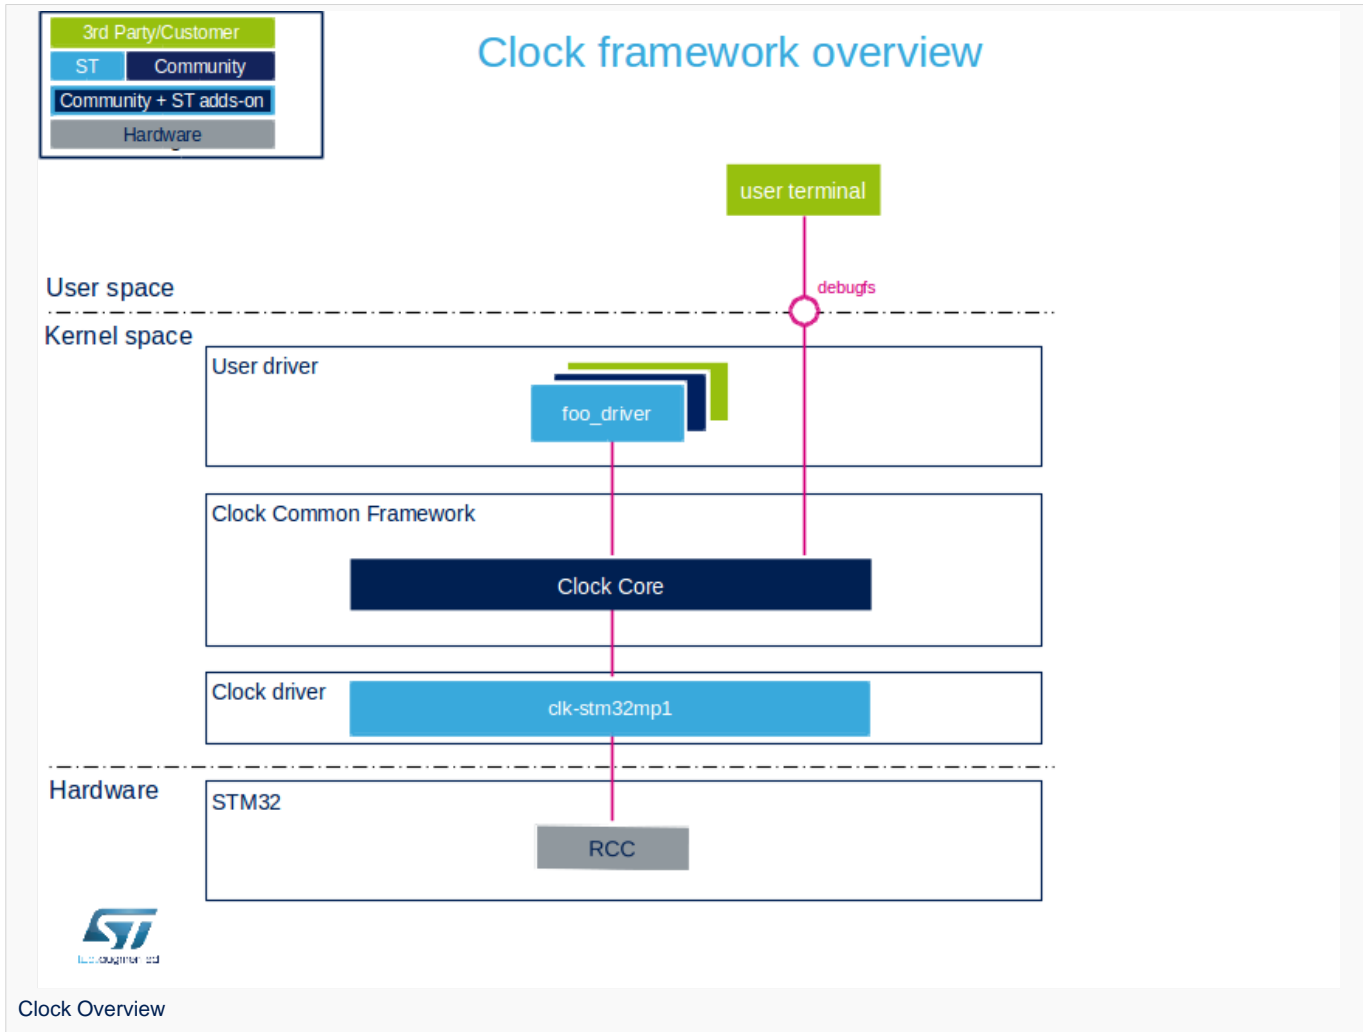 3rd Party/Customer
Clock framework overview
ST
Community
Community + ST adds-on
Hardware
user terminal
User space
debugfs
Kernel space
User driver
foo_driver
Clock Common Framework
Clock Core
Clock driver
clk-stm32mp1
Hardware
STM32
RCC
ST
Clock Overview